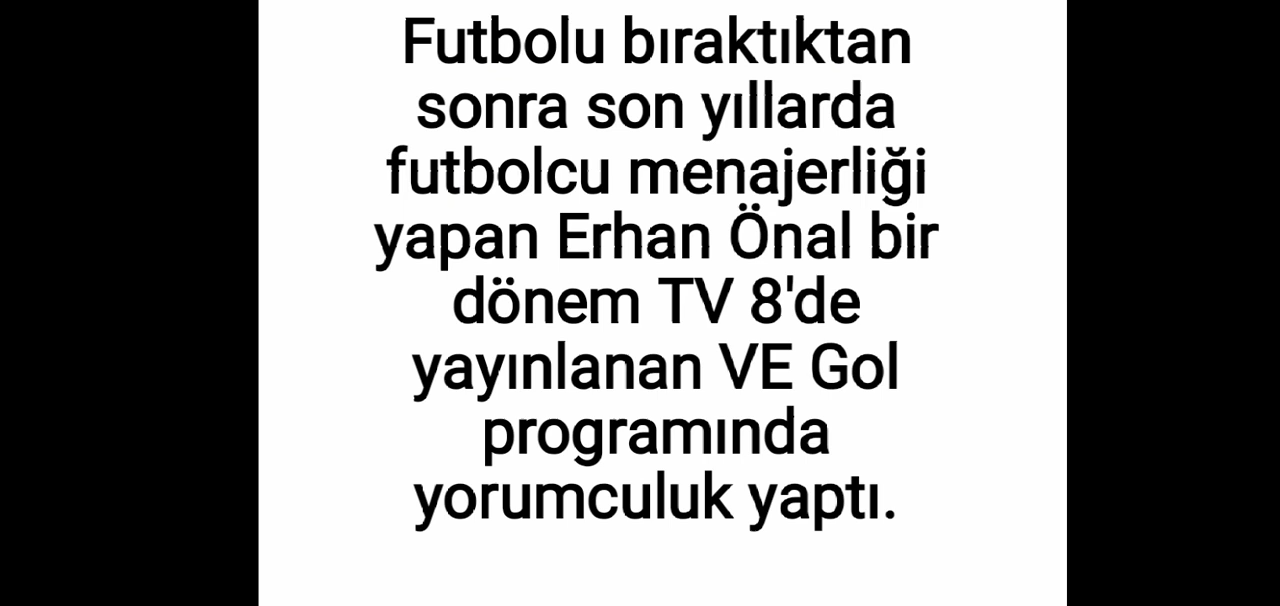 Futbolu bıraktıktan
sonra son yıllarda
futbolcu menajerliği
yapan Erhan Önal bir
dönem TV 8'de
yayınlanan VE Gol
programında
yorumculuk yaptı.